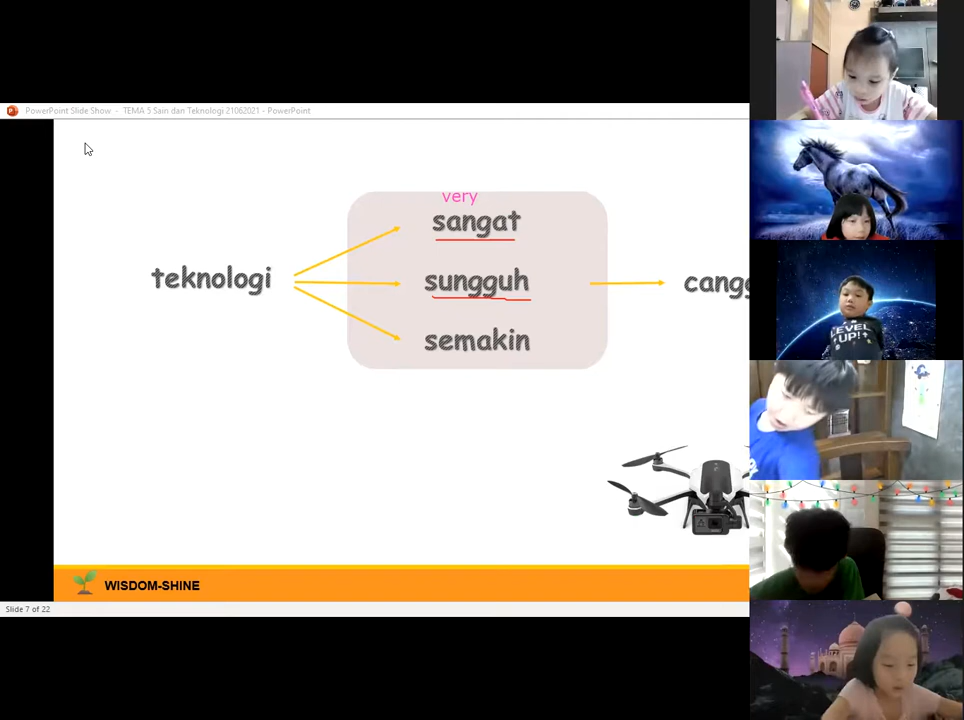 PowerPoint Slide Show - TEMA 5 Sain dan Teknologi 21062021 - PowerPoint
very
sangat
teknologi
sungguh
cangg
semakin
LEVEL
UP!
WISDOM-SHINE
Slide 7 of 22